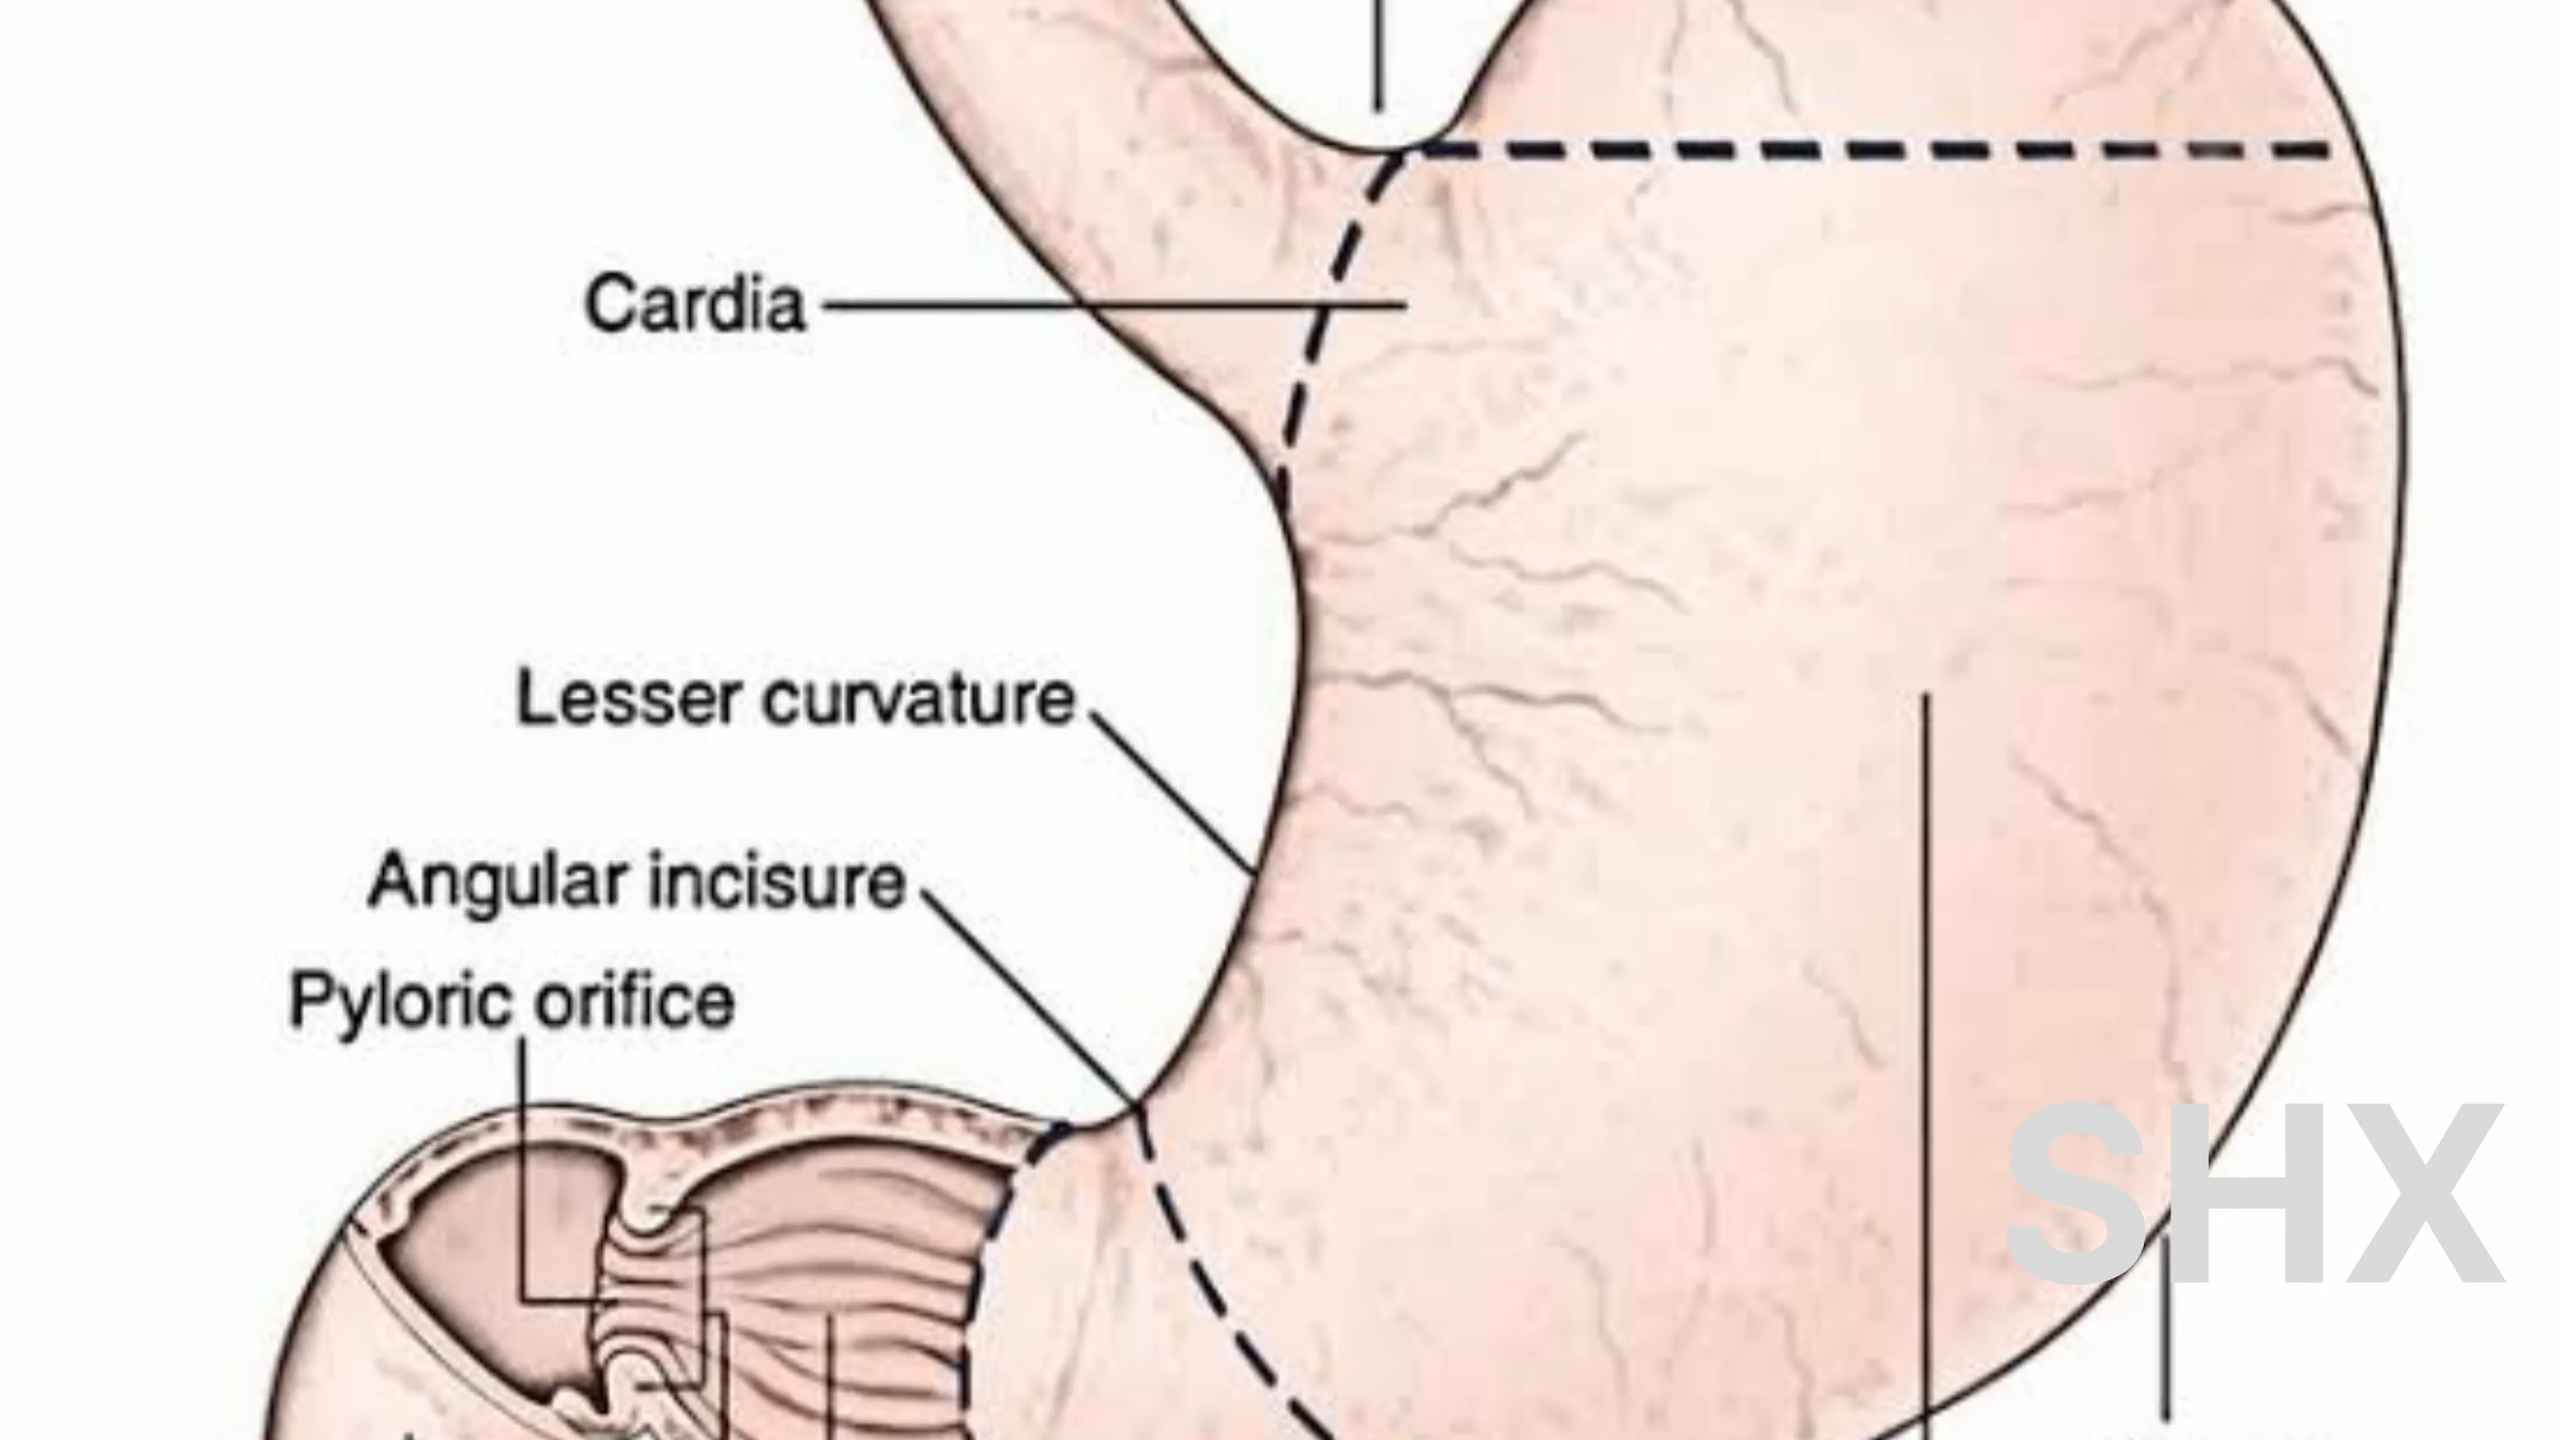 Cardia
Lesser curvature
Angular incisure
Pyloric orifice
SHX